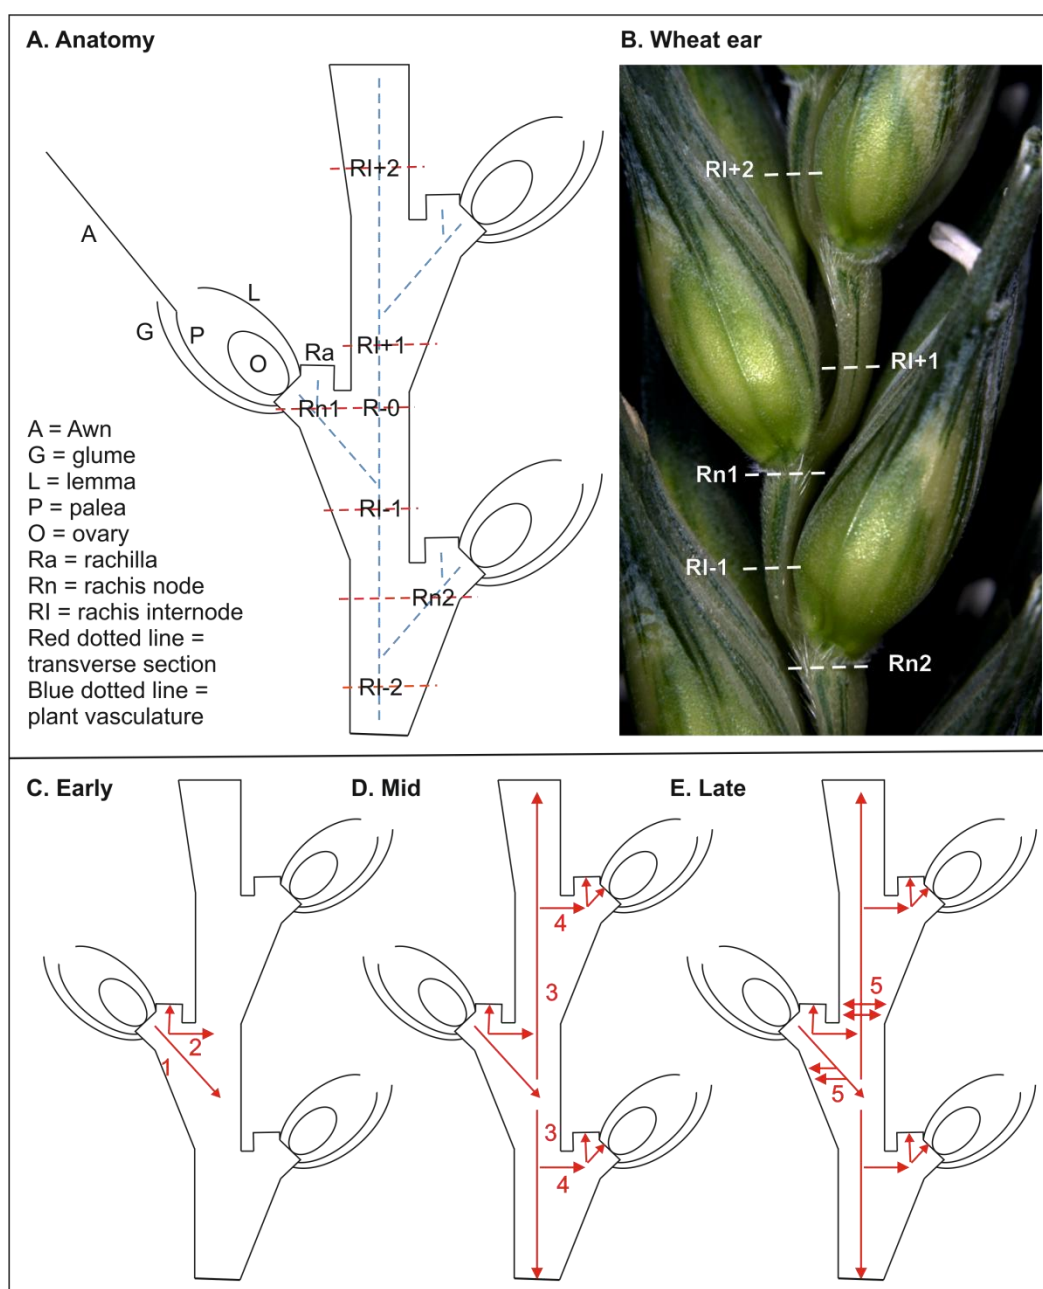 A. Anatomy
B. Wheat ear
RI+2
A
L
G
P
O
Ra
RI+1
Rn1
R-0
RI-1
Rn2
RI-2
A = Awn
G = glume
L = lemma
P = palea
O = ovary
Ra = rachilla
Rn = rachis node
RI = rachis internode
Red dotted line =
transverse section
Blue dotted line =
plant vasculature
RI+2
RI+1
Rn1
RI-1
Rn2
C. Early
D. Mid
E. Late
2
1
4
3
3
4
5
5